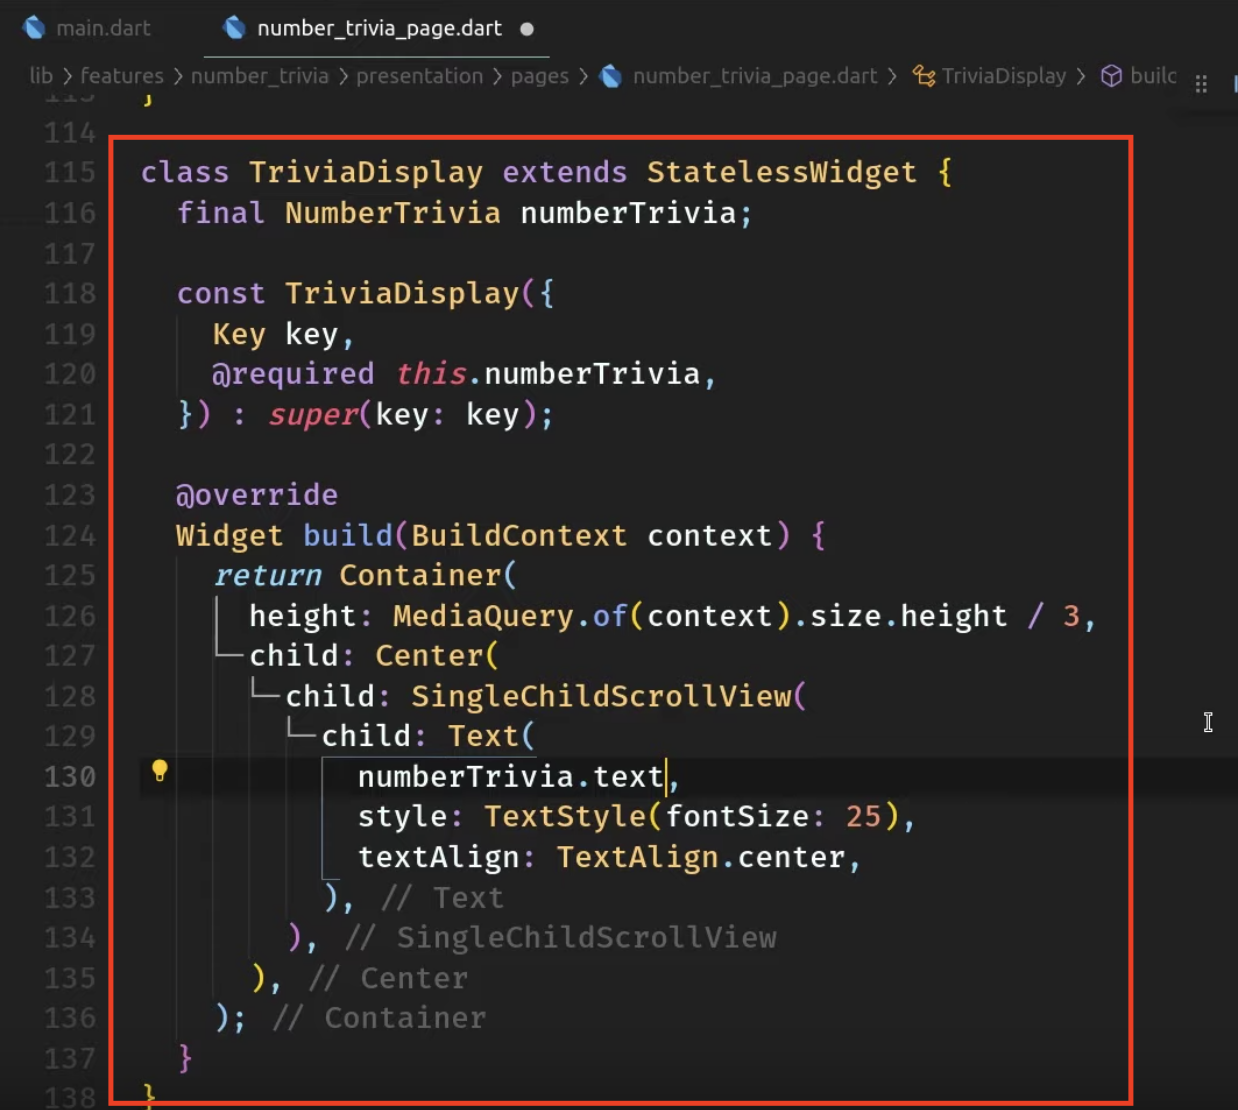 main.dart
number_trivia_page.dart
lib > features > number_trivia > presentation > pages > number_trivia_page.dart > TriviaDisplay >
113 }
114
115 class TriviaDisplay extends StatelessWidget {
116   final NumberTrivia numberTrivia;
117
118   const TriviaDisplay({
119     Key key,
120     @required this.numberTrivia,
121   }) : super(key: key);
122
123   @override
124   Widget build(BuildContext context) {
125     return Container(
126       height: MediaQuery.of(context).size.height / 3,
127       child: Center(
128         child: SingleChildScrollView(
129           child: Text(
130             numberTrivia.text,
131             style: TextStyle(fontSize: 25),
132             textAlign: TextAlign.center,
133           ), // Text
134         ), // SingleChildScrollView
135       ), // Center
136     ); // Container
137   }
138 }